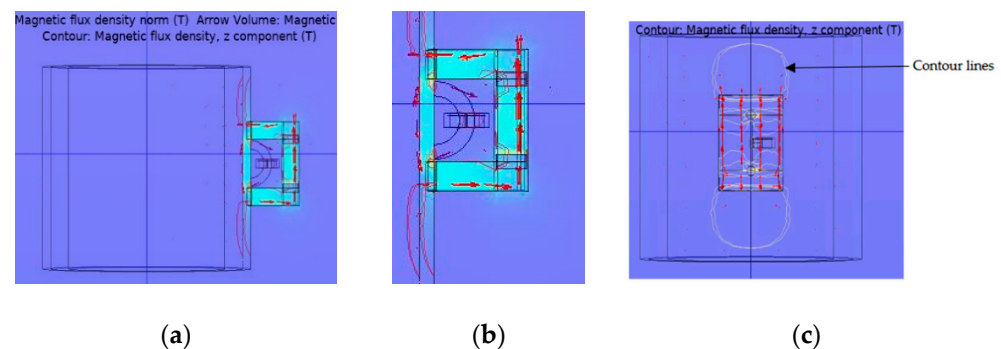 Magnetic flux density norm (T) Arrow Volume: Magnetic
Contour: Magnetic flux density, z component (T)
Contour: Magnetic flux density, z component (T)
Contour lines
(a)
(b)
(c)